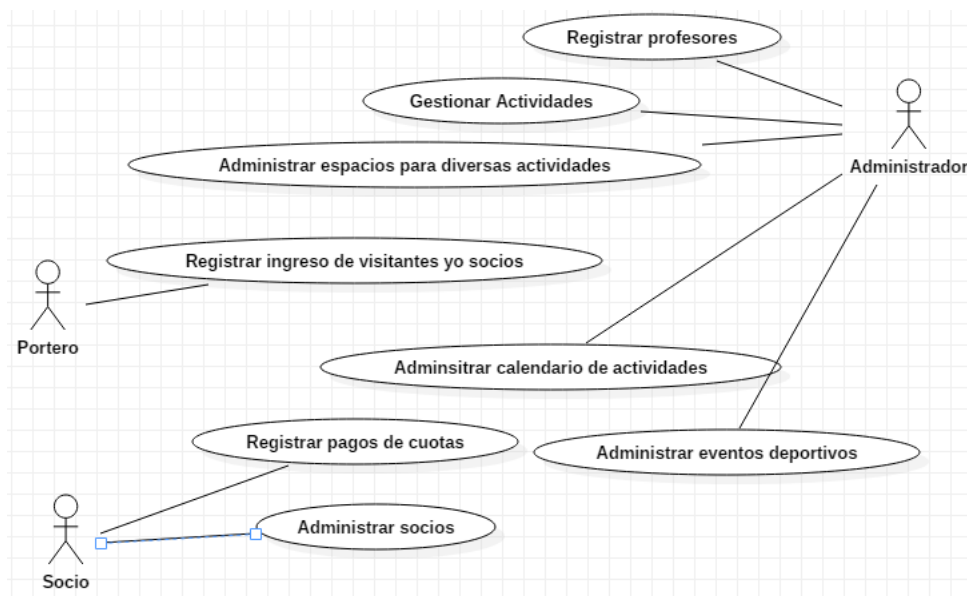 Registrar profesores
Gestionar Actividades
Administrar espacios para diversas actividades
Administrador
Registrar ingreso de visitantes yo socios
Portero
Adminsitrar calendario de actividades
Registrar pagos de cuotas
Administrar eventos deportivos
Administrar socios
Socio